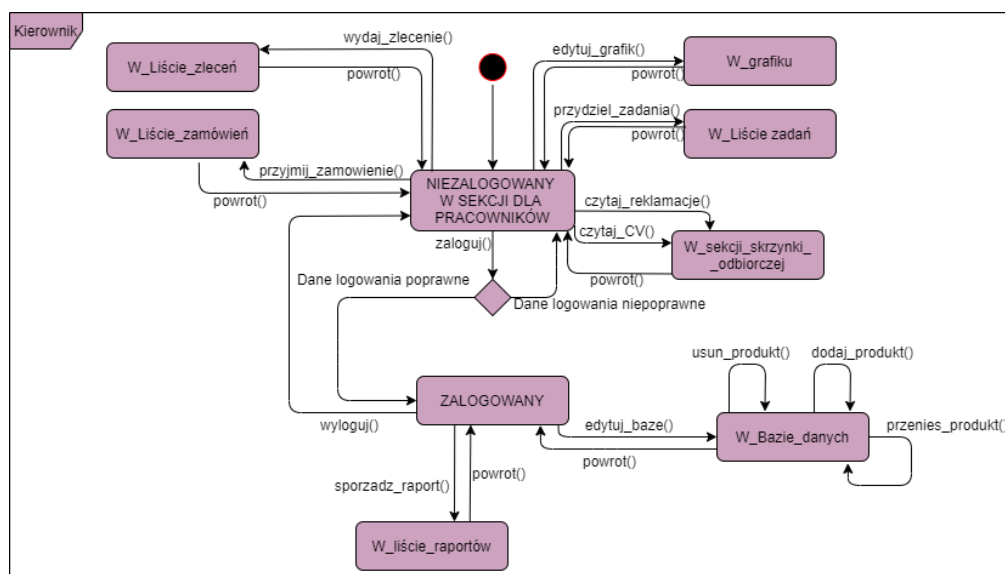 Kierownik
wydaj_zlecenie()
W_Liście_zleceń
powrot()
edytuj_grafik()
W_grafiku
powrot()
W_Liście_zamówień
przydziel_zadania()
W_Liście zadań
powrot()
przyjmij_zamowienie()
powrot()
NIEZALOGOWANY
W SEKCJI DLA
PRACOWNIKÓW
czytaj_reklamacje()
czytaj_CV()
W_sekcji_skrzynki_
_odbiorczej
powrot()
zaloguj()
Dane logowania poprawne
Dane logowania niepoprawne
usun_produkt()
dodaj_produkt()
ZALOGOWANY
wyloguj()
edytuj_baze()
W_Bazie_danych
przenies_produkt()
powrot()
sporzadz_raport()
powrot()
W_liście_raportów